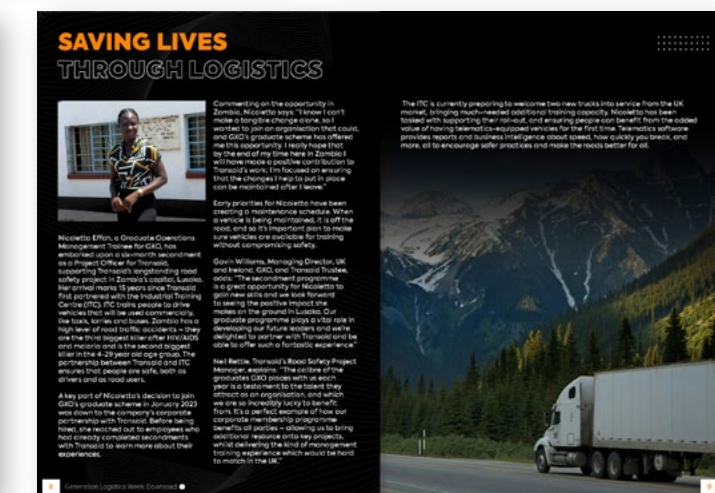 SAVING LIVES
THROUGH LOGISTICS
Nicoletta Effah, a Graduate Operations
Management Trainee for GXO, has
embarked upon a six-month secondment
as a Project Officer for Transaid,
supporting Transaid's longstanding road
safety project in Zambia's capital, Lusaka.
Her arrival marks 15 years since Transaid
first partnered with the Industrial Training
Centre (ITC). ITC trains people to drive
vehicles that will be used commercially,
like taxis, lorries and buses. Zambia has a
high level of road traffic accidents – they
are the third biggest killer after HIV/AIDS
and malaria and is the second biggest
killer in the 4-29 year old age group. The
partnership between Transaid and ITC
ensures that people are safe, both as
drivers and as road users.
A key part of Nicoletta's decision to join
GXO's graduate scheme in January 2023
was down to the company's corporate
partnership with Transaid. Before being
hired, she reached out to employees who
had already completed secondments
with Transaid to learn more about their
experiences.
Commenting on the opportunity in
Zambia, Nicoletta says: "I know I can't
make a tangible change alone, so I
wanted to join an organisation that could,
and GXO's graduate scheme has offered
me this opportunity. I really hope that
by the end of my time here in Zambia I
will have made a positive contribution to
Transaid's work; I'm focused on ensuring
that the changes I help to put in place
can be maintained after I leave."
Early priorities for Nicoletta have been
creating a maintenance schedule. When
a vehicle is being maintained, it is off the
road, and so it's important plan to make
sure vehicles are available for training
without compromising safety.
Gavin Williams, Managing Director, UK
and Ireland, GXO, and Transaid Trustee,
adds: "The secondment programme
is a great opportunity for Nicoletta to
gain new skills and we look forward
to seeing the positive impact she
makes on the ground in Lusaka. Our
graduate programme plays a vital role in
developing our future leaders and we're
delighted to partner with Transaid and be
able to offer such a fantastic experience."
Neil Rettie, Transaid's Road Safety Project
Manager, explains: "The calibre of the
graduates GXO places with us each
year is a testament to the talent they
attract as an organisation, and which
we are so incredibly lucky to benefit
from. It's a perfect example of how our
corporate membership programme
benefits all parties – allowing us to bring
additional resource onto key projects,
whilst delivering the kind of management
training experience which would be hard
to match in the UK."
8 Generation Logistics Week Download
The ITC is currently preparing to welcome two new trucks into service from the UK
market, bringing much-needed additional training capacity. Nicoletta has been
tasked with supporting their roll-out, and ensuring people can benefit from the added
value of having telematics-equipped vehicles for the first time. Telematics software
provides reports and business intelligence about speed, how quickly you break, and
more, all to encourage safer practices and make the roads better for all.
9